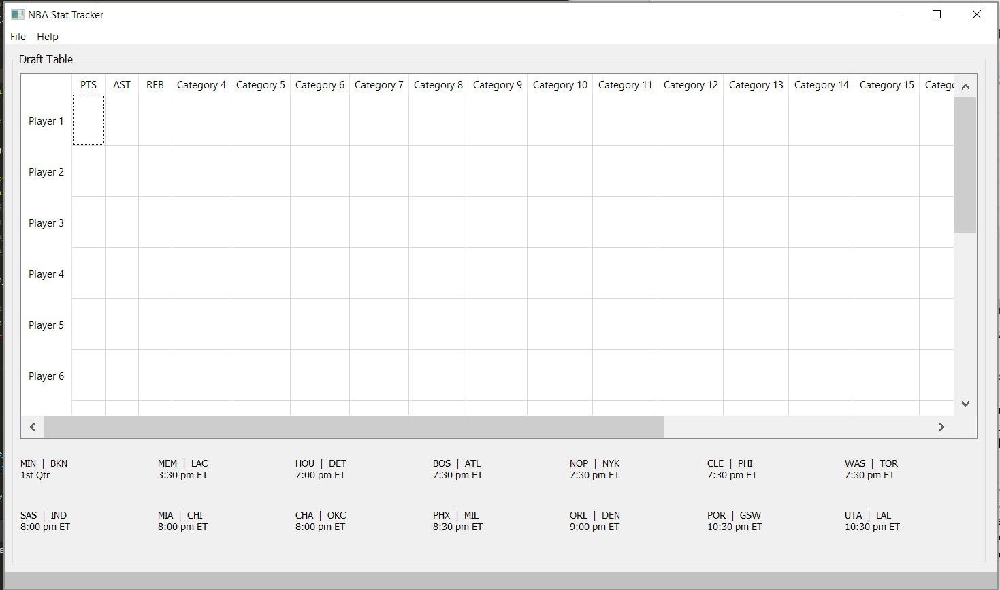 NBA Stat Tracker
File Help
Draft Table
PTS AST REB Category 4 Category 5 Category 6 Category 7 Category 8 Category 9 Category 10 Category 11 Category 12 Category 13 Category 14 Category 15
Player 1
Player 2
Player 3
Player 4
Player 5
Player 6
MIN | BKN MEM | LAC HOU | DET BOS | ATL NOP | NYK CLE | PHI WAS | TOR
1st Qtr 3:30 pm ET 7:00 pm ET 7:30 pm ET 7:30 pm ET 7:30 pm ET 7:30 pm ET
SAS | IND MIA | CHI CHA | OKC PHX | MIL ORL | DEN POR | GSW UTA | LAL
8:00 pm ET 8:00 pm ET 8:00 pm ET 8:30 pm ET 9:00 pm ET 10:30 pm ET 10:30 pm ET